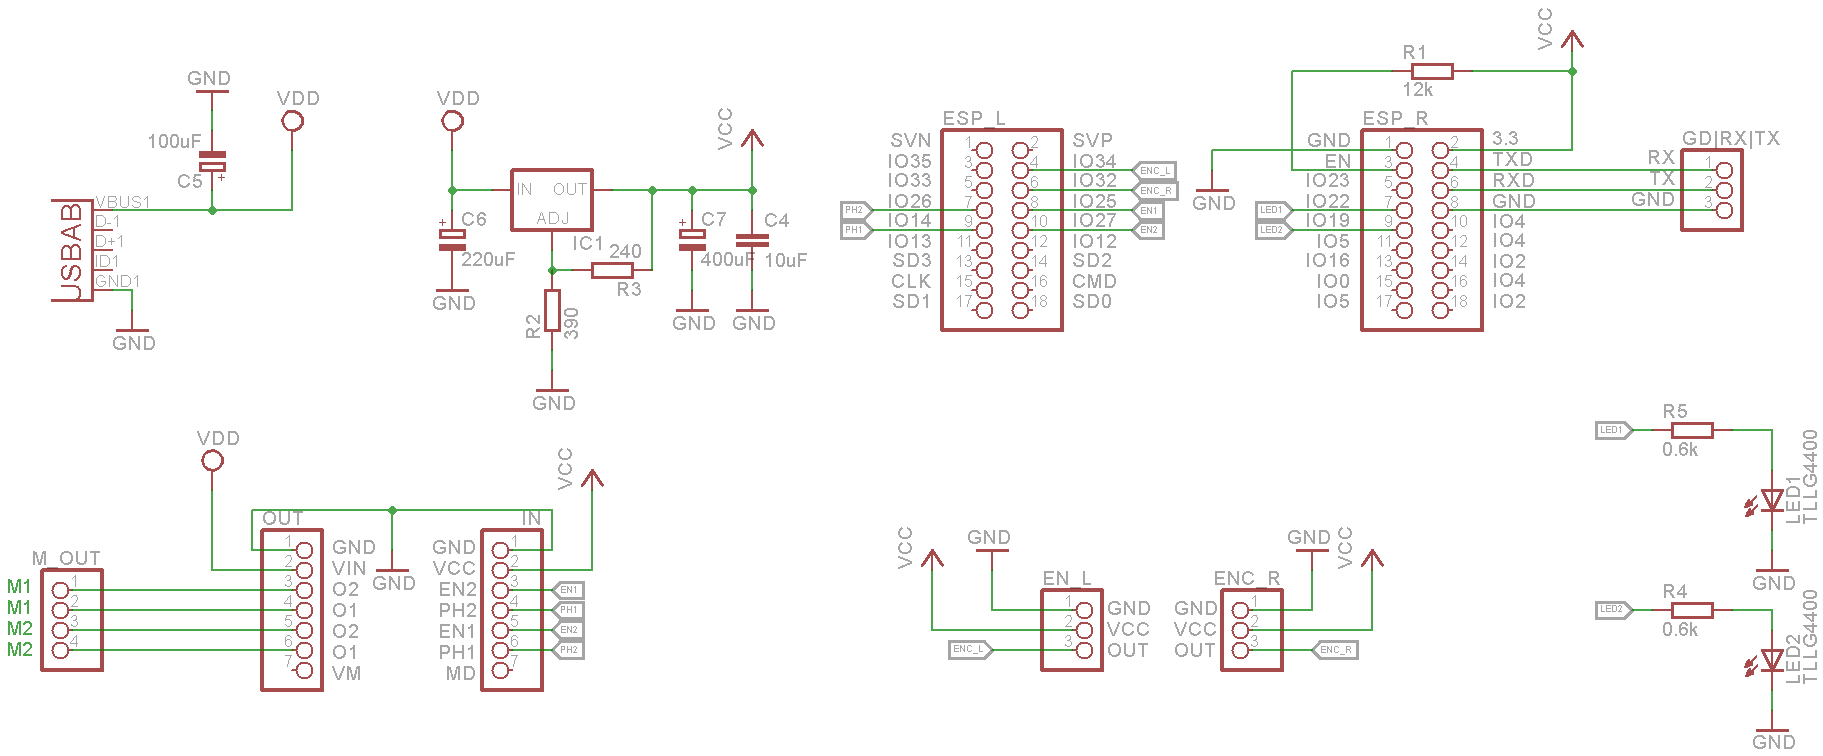 GND
VDD
100uF
C5
+
USBAB
VBUS1
D-1
D+1
ID1
GND1
GND
VDD
VCC
IN
OUT
ADJ
IC1
+
C6
220uF
GND
240
R3
R2
390
GND
+
C7
400uF
GND
C4
10uF
GND
ESP_L
SVN 1 2 SVP
IO35 3 4 IO34 ENC_L
IO33 5 6 IO32 ENC_R
PH2 IO26 7 8 IO25 EN1
PH1 IO14 9 10 IO27 EN2
IO13 11 12 IO12
SD3 13 14 SD2
CLK 15 16 CMD
SD1 17 18 SD0
VCC
R1
12k
GND
ESP_R
GND 1 2 3.3
EN 3 4 TXD
IO23 5 6 RXD
LED1 IO22 7 8 GND
LED2 IO19 9 10 IO4
IO5 11 12 IO4
IO16 13 14 IO2
IO0 15 16 IO4
IO5 17 18 IO2
GD|RX|TX
RX 1
TX 2
GND 3
VDD
VCC
M_OUT
M1 1
M1 2
M2 3
M2 4
OUT
1 GND
2 VIN
3 O2
4 O1
5 O2
6 O1
7 VM
GND
IN
GND 1
VCC 2
EN2 3 EN1
PH2 4 PH1
EN1 5 EN2
PH1 6 PH2
MD 7
VCC
GND
EN_L
1 GND
2 VCC
ENC_L 3 OUT
GND
VCC
ENC_R
GND 1
VCC 2
OUT 3 ENC_R
LED1
R5
0.6k
LED1
TLLG4400
GND
LED2
R4
0.6k
LED2
TLLG4400
GND